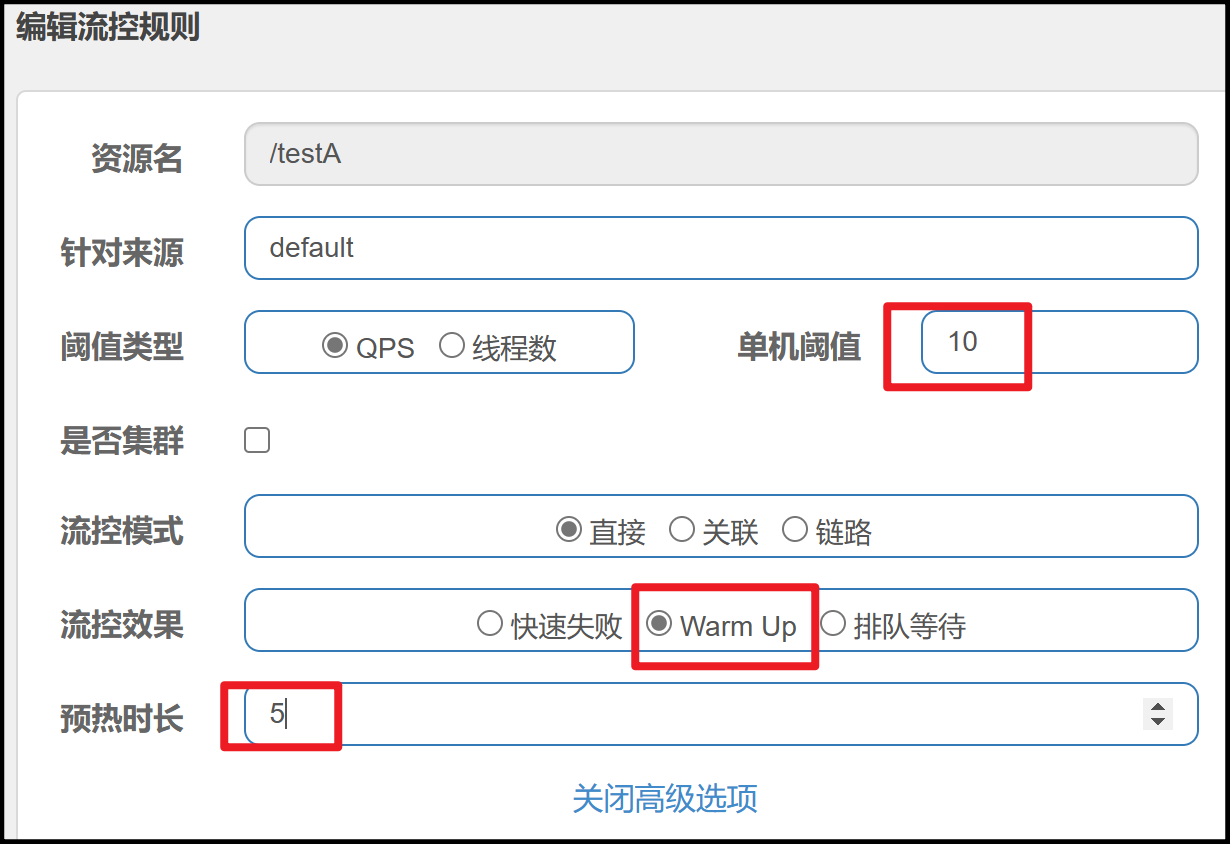 编辑流控规则
资源名 /testA
针对来源 default
阈值类型 QPS 线程数 单机阈值 10
是否集群
流控模式 直接 关联 链路
流控效果 快速失败 Warm Up 排队等待
预热时长 5
关闭高级选项